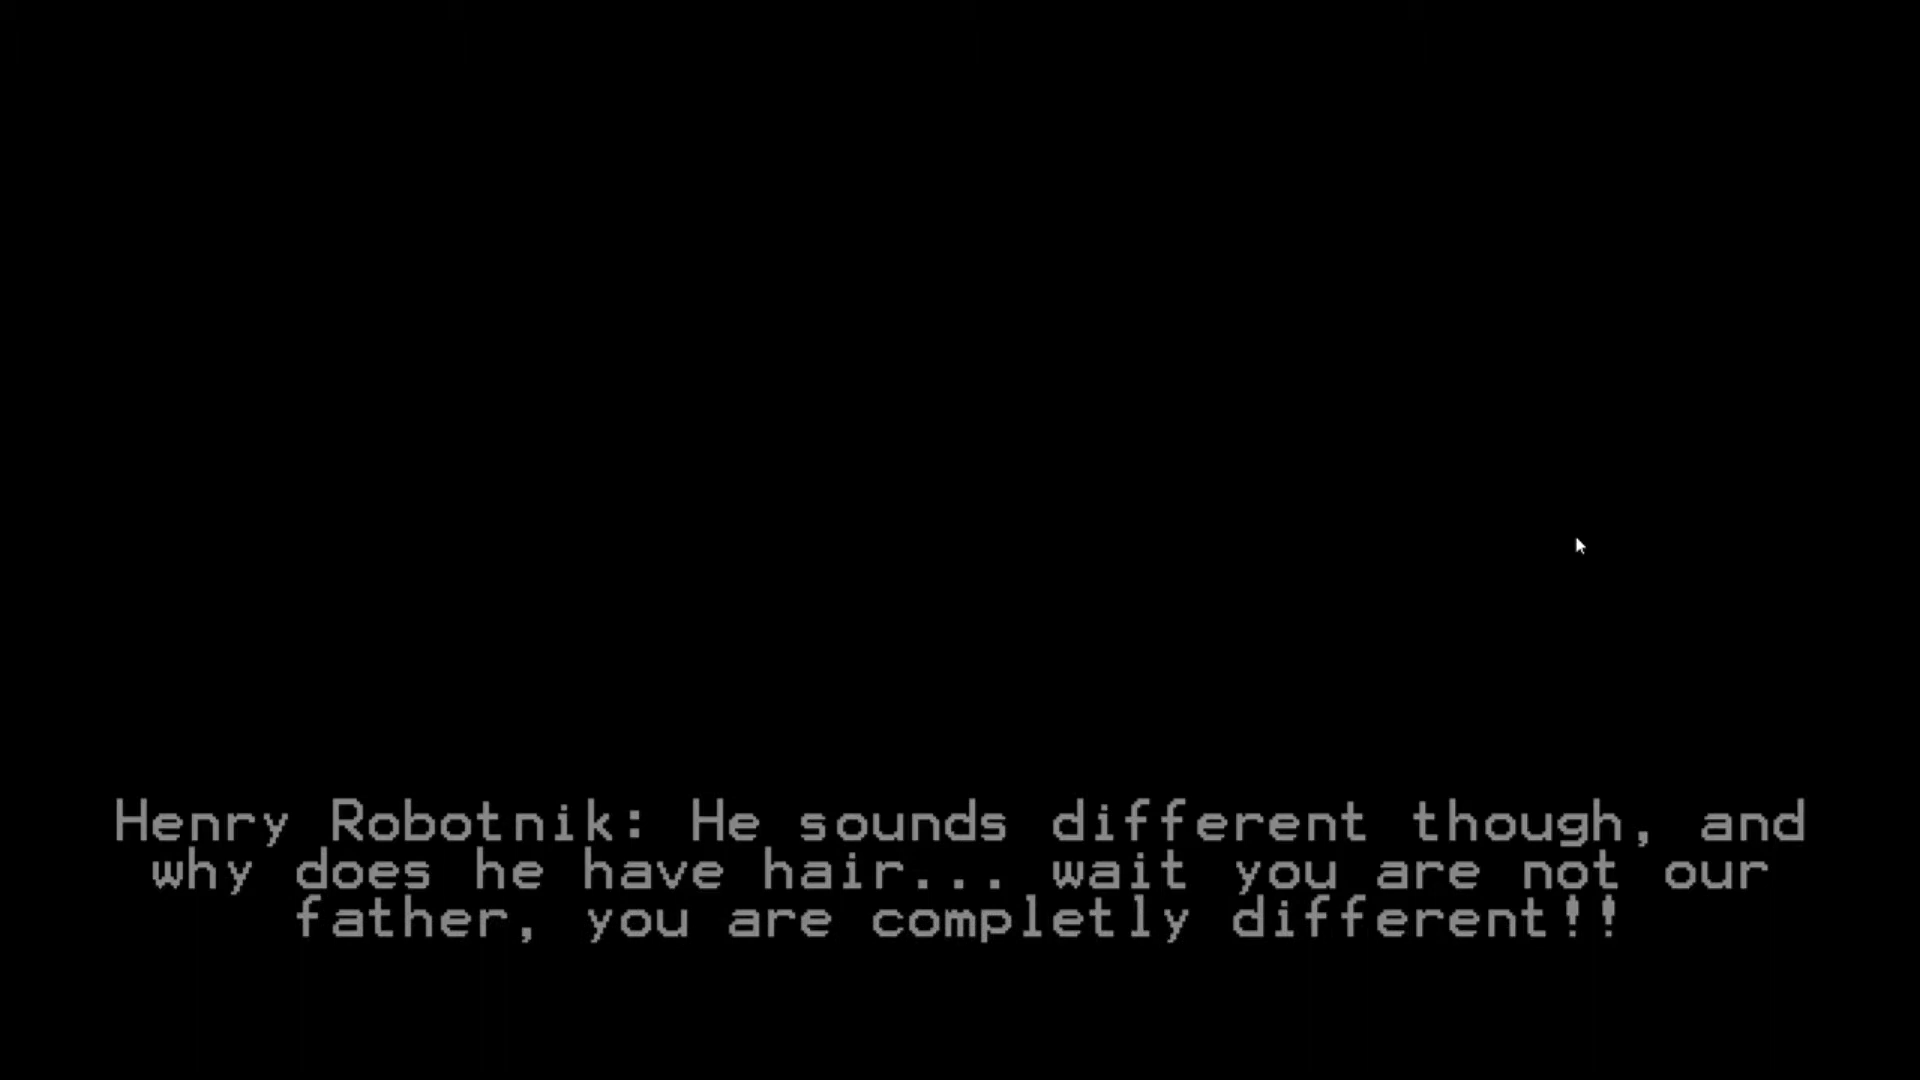 Henry Robotnik: He sounds different though, and
why does he have hair... wait you are not our
father, you are completly different!!